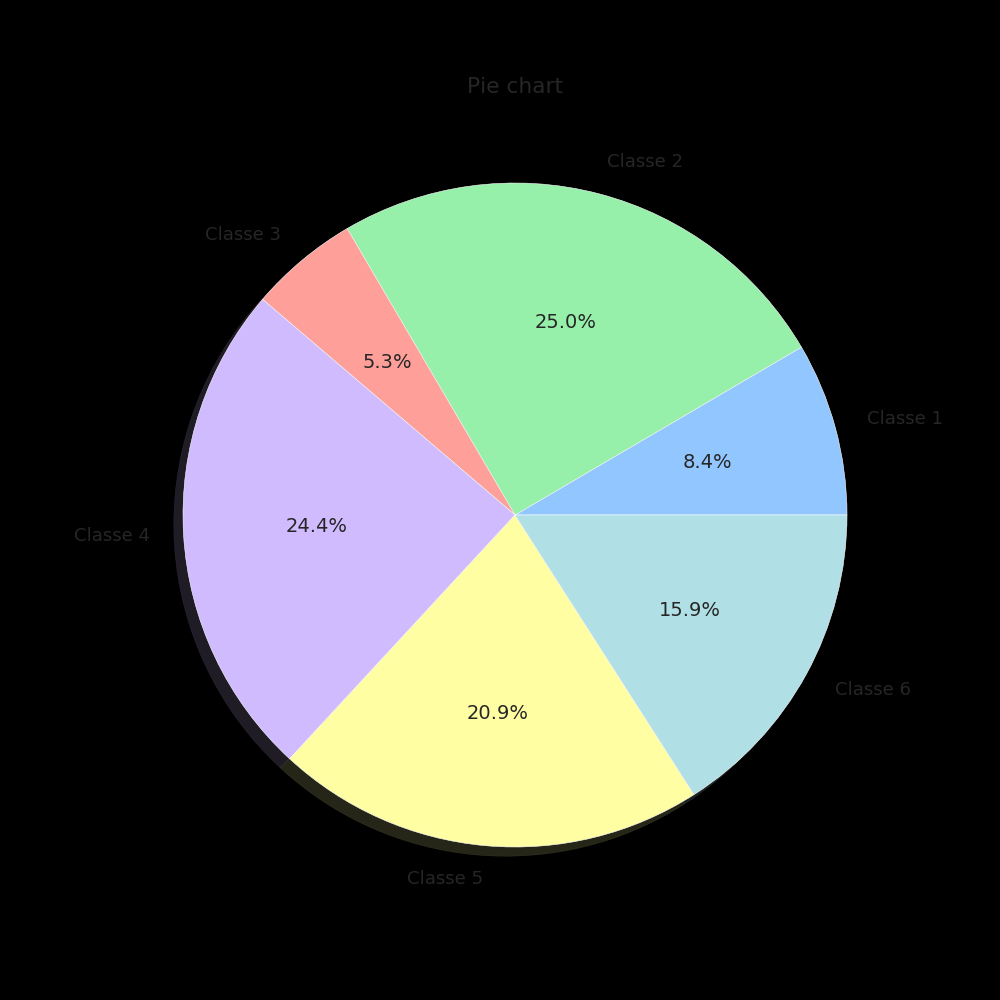 Pie chart
Classe 2
Classe 3
25.0%
5.3%
Classe 1
8.4%
24.4%
Classe 4
15.9%
Classe 6
20.9%
Classe 5